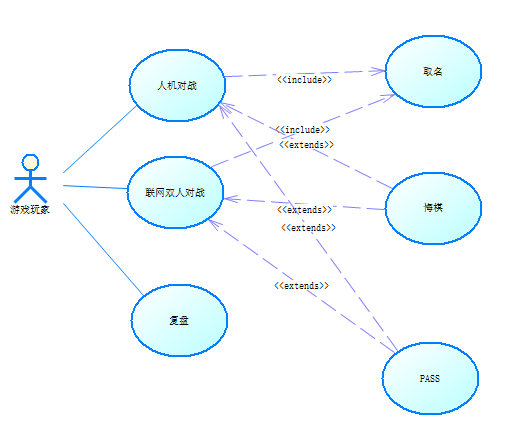 取名
人机对战
<<include>>
<<include>>
<<extends>>
游戏玩家
联网双人对战
<<extends>>
悔棋
<<extends>>
<<extends>>
复盘
PASS